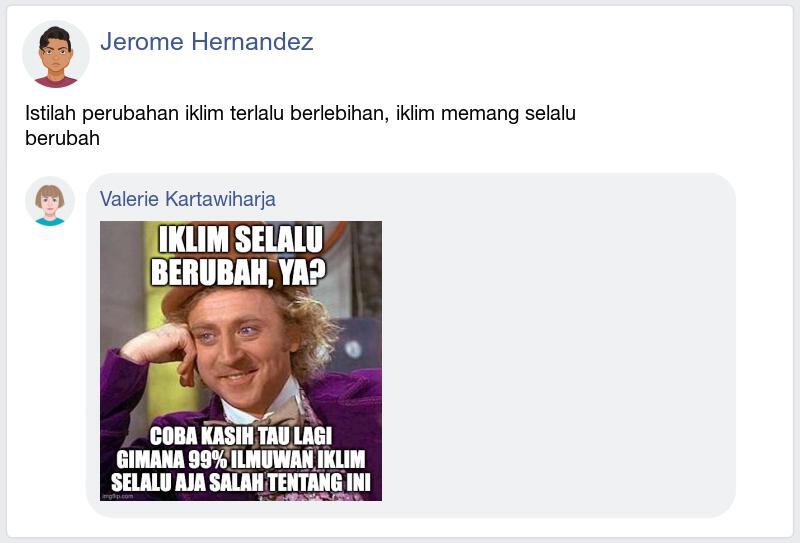 Jerome Hernandez
Istilah perubahan iklim terlalu berlebihan, iklim memang selalu
berubah
Valerie Kartawiharja
IKLIM SELALU
BERUBAH, YA?
COBA KASIH TAU LAGI
GIMANA 99% ILMUWAN IKLIM
SELALU AJA SALAH TENTANG INI
imgflip.com